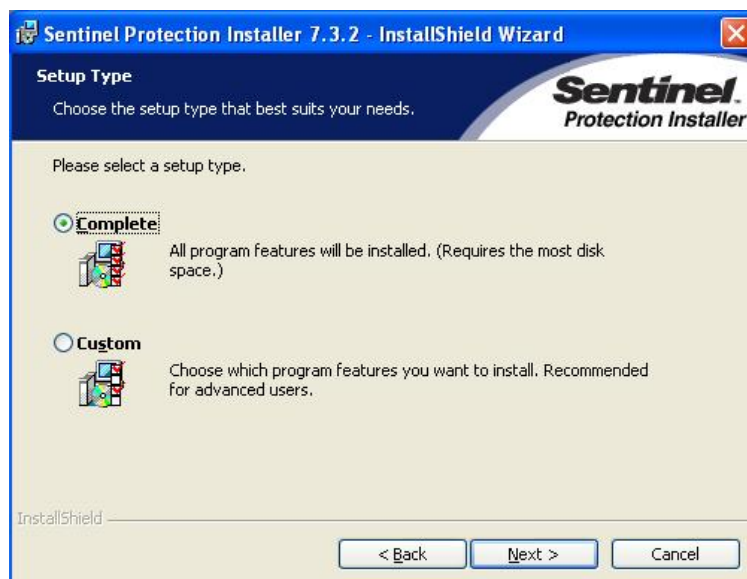 Sentinel Protection Installer 7.3.2 - InstallShield Wizard
Setup Type
Choose the setup type that best suits your needs.
Sentinel.
Protection Installer
Please select a setup type.
Complete
All program features will be installed. (Requires the most disk
space.)
Custom
Choose which program features you want to install. Recommended
for advanced users.
InstallShield
< Back
Next >
Cancel